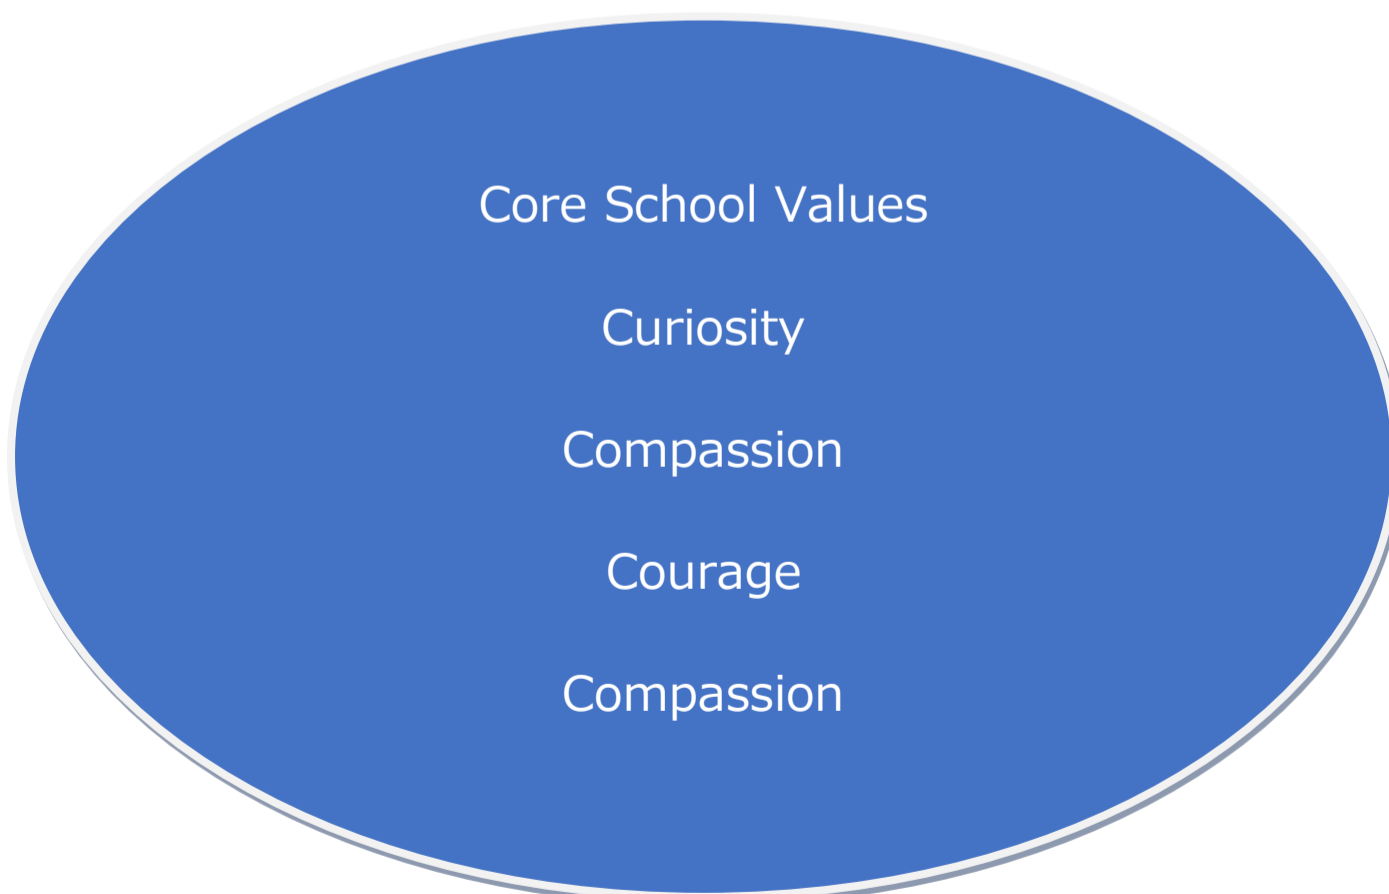 Core School Values
Curiosity
Compassion
Courage
Compassion